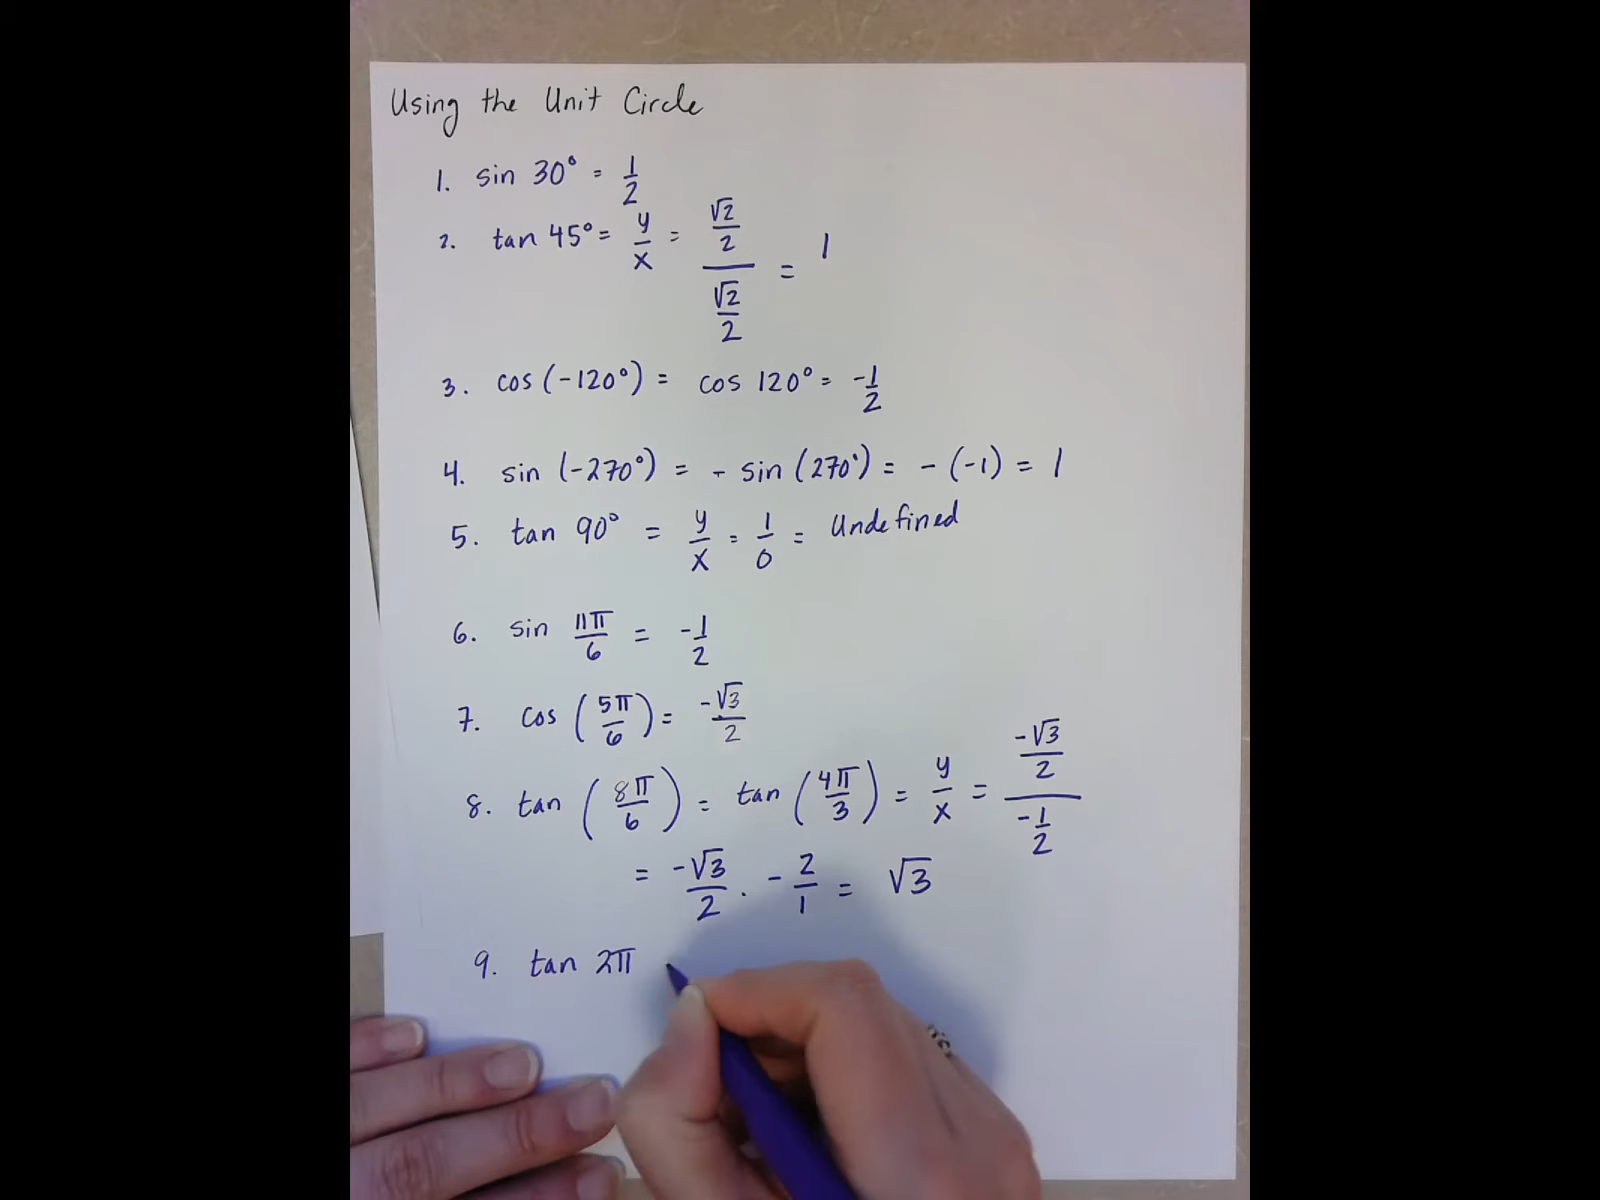 Using the Unit Circle
1. sin 30° = 1/2
2. tan 45° = y/x = (√2/2)/(√2/2) = 1
3. cos(-120°) = cos 120° = -1/2
4. sin (-270°) = - sin (270°) = - (-1) = 1
5. tan 90° = y/x = 1/0 = Undefined
6. sin 11π/6 = -1/2
7. cos (5π/6) = -√3/2
8. tan (8π/6) = tan (4π/3) = y/x = (-√3/2)/(-1/2)
= -√3/2 · -2/1 = √3
9. tan 2π